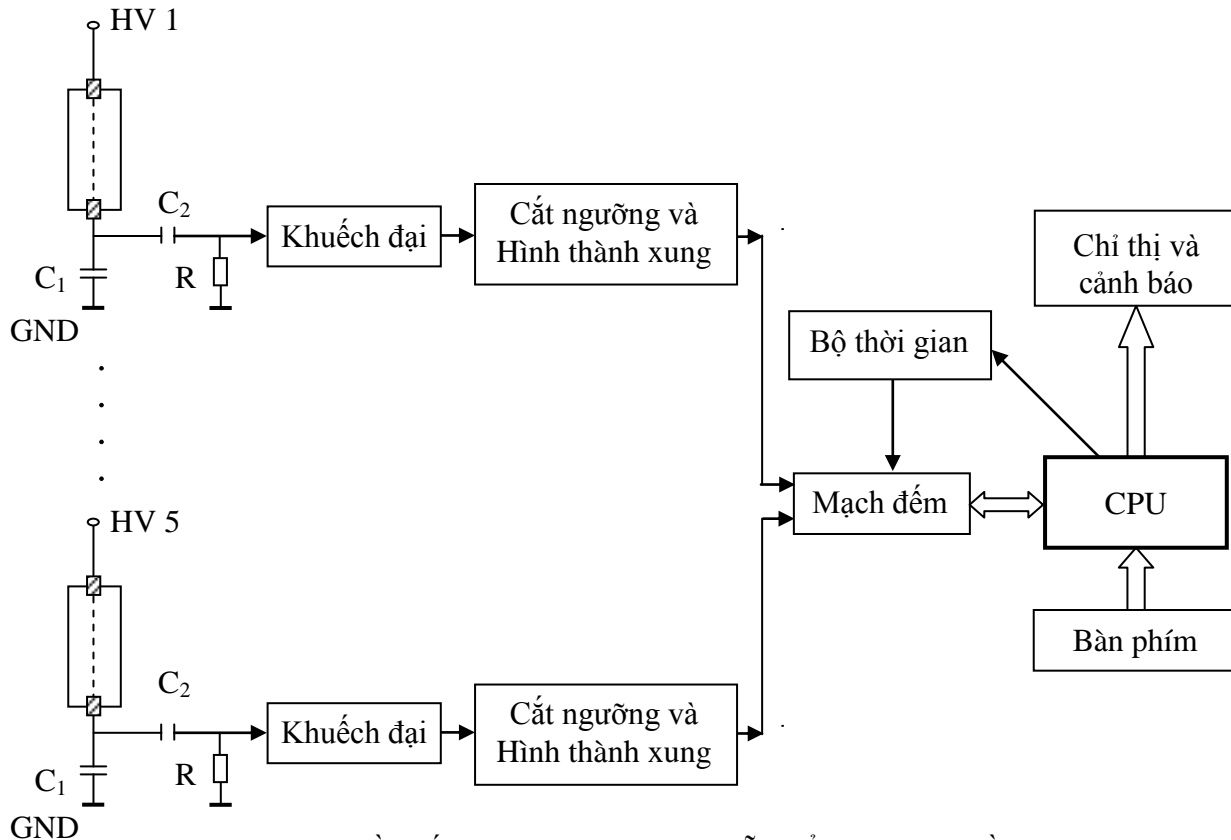 HV 1
C₂
Khuếch đại
Cắt ngưỡng và
Hình thành xung
C₁
R
GND
Chỉ thị và
cảnh báo
Bộ thời gian
Mạch đếm
CPU
Bàn phím
HV 5
C₂
Khuếch đại
Cắt ngưỡng và
Hình thành xung
C₁
R
GND